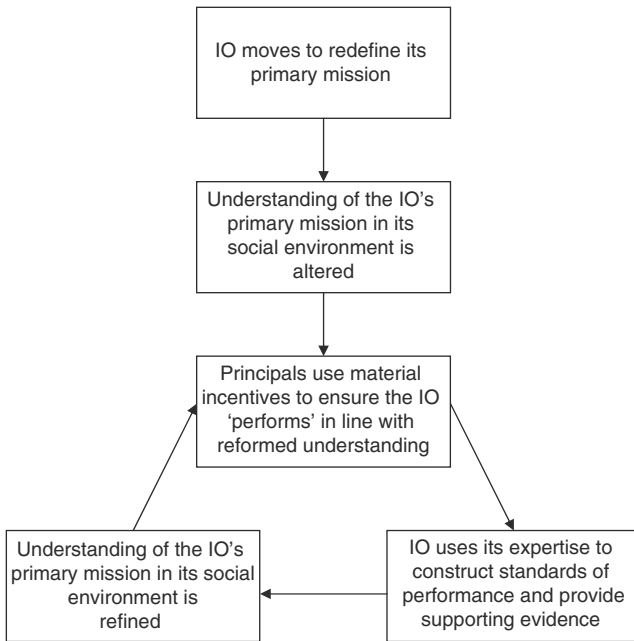 IO moves to redefine its
primary mission
Understanding of the IO's
primary mission in its
social environment is
altered
Principals use material
incentives to ensure the IO
'performs' in line with
reformed understanding
Understanding of the IO's
primary mission in its social
environment is
refined
IO uses its expertise to
construct standards of
performance and provide
supporting evidence